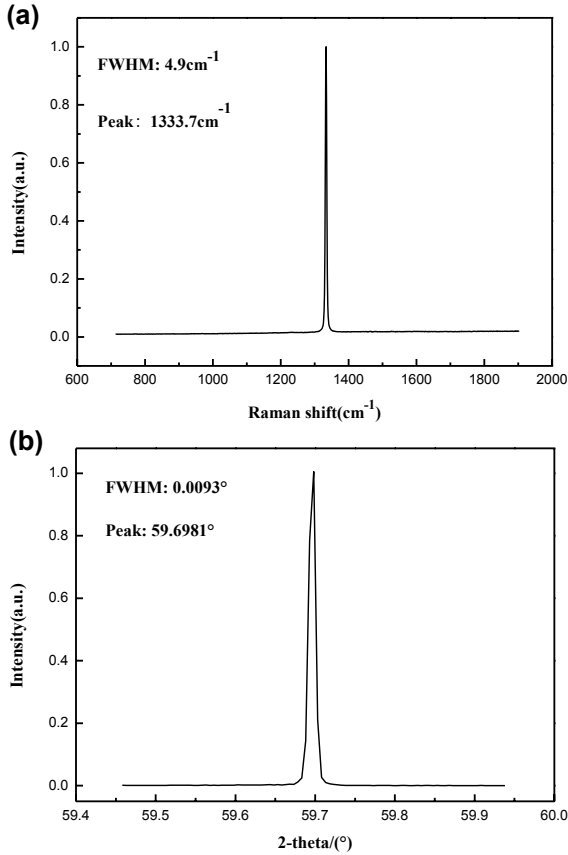 (a)
FWHM: 4.9cm⁻¹
Peak: 1333.7cm⁻¹
1.0
0.8
0.6
0.4
0.2
0.0
Intensity(a.u.)
600 800 1000 1200 1400 1600 1800 2000
Raman shift(cm⁻¹)
(b)
FWHM: 0.0093°
Peak: 59.6981°
1.0
0.8
0.6
0.4
0.2
0.0
Intensity(a.u.)
59.4 59.5 59.6 59.7 59.8 59.9 60.0
2-theta/(°)